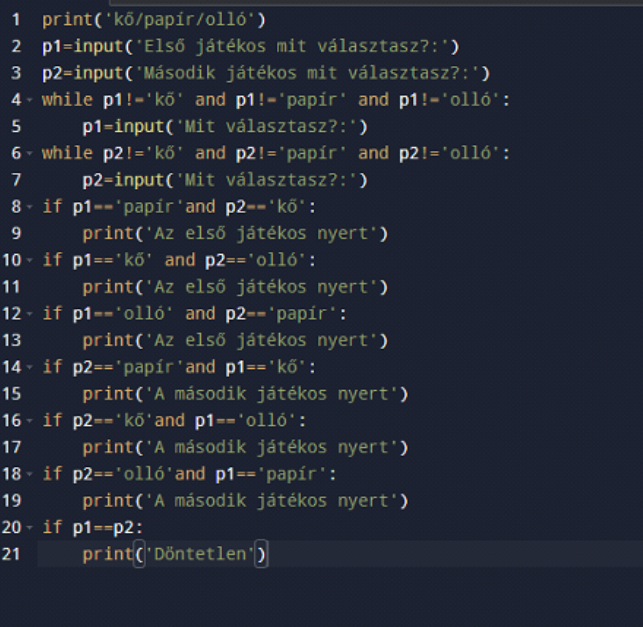 1 print('kő/papír/olló')
2 p1=input('Első játékos mit választasz?:')
3 p2=input('Második játékos mit választasz?:')
4 while p1!='kő' and p1!='papír' and p1!='olló':
5     p1=input('Mit választasz?:')
6 while p2!='kő' and p2!='papír' and p2!='olló':
7     p2=input('Mit választasz?:')
8 if p1=='papír'and p2=='kő':
9     print('Az első játékos nyert')
10 if p1=='kő' and p2=='olló':
11     print('Az első játékos nyert')
12 if p1=='olló' and p2=='papír':
13     print('Az első játékos nyert')
14 if p2=='papír'and p1=='kő':
15     print('A második játékos nyert')
16 if p2=='kő'and p1=='olló':
17     print('A második játékos nyert')
18 if p2=='olló'and p1=='papír':
19     print('A második játékos nyert')
20 if p1==p2:
21     print('Döntetlen')